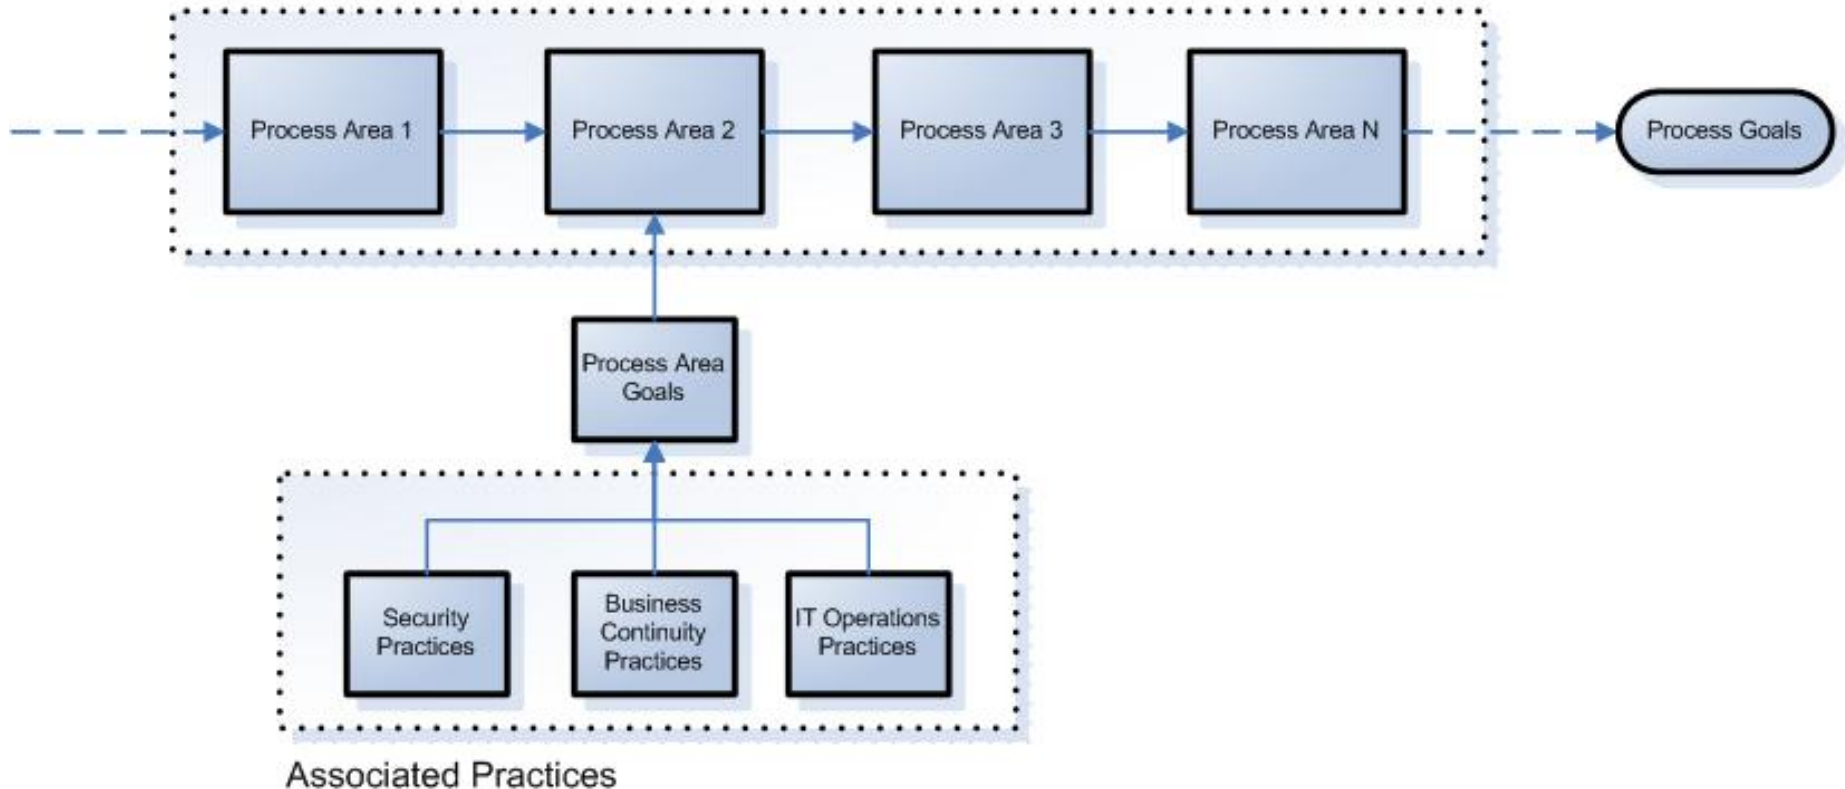 Process Area 1
Process Area 2
Process Area 3
Process Area N
Process Goals
Process Area
Goals
Security
Practices
Business
Continuity
Practices
IT Operations
Practices
Associated Practices